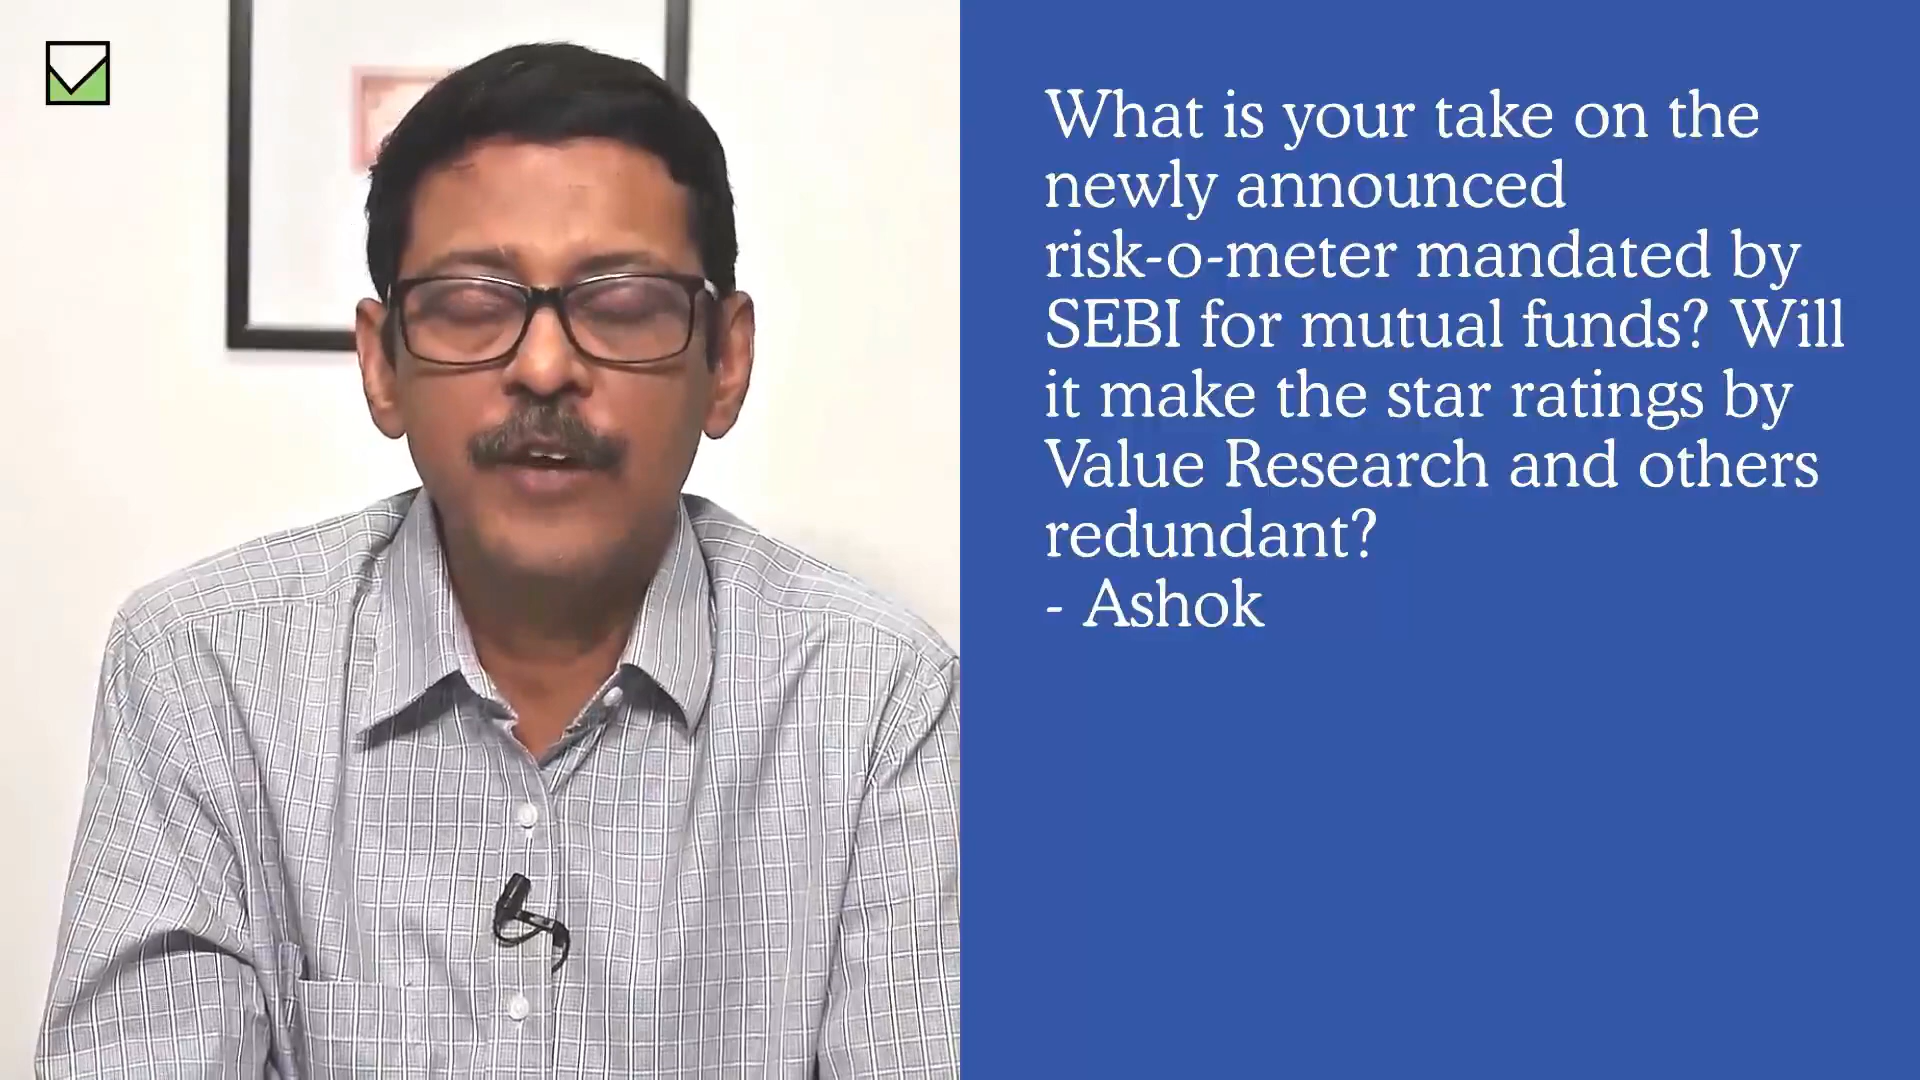 What is your take on the
newly announced
risk-o-meter mandated by
SEBI for mutual funds? Will
it make the star ratings by
Value Research and others
redundant?
- Ashok